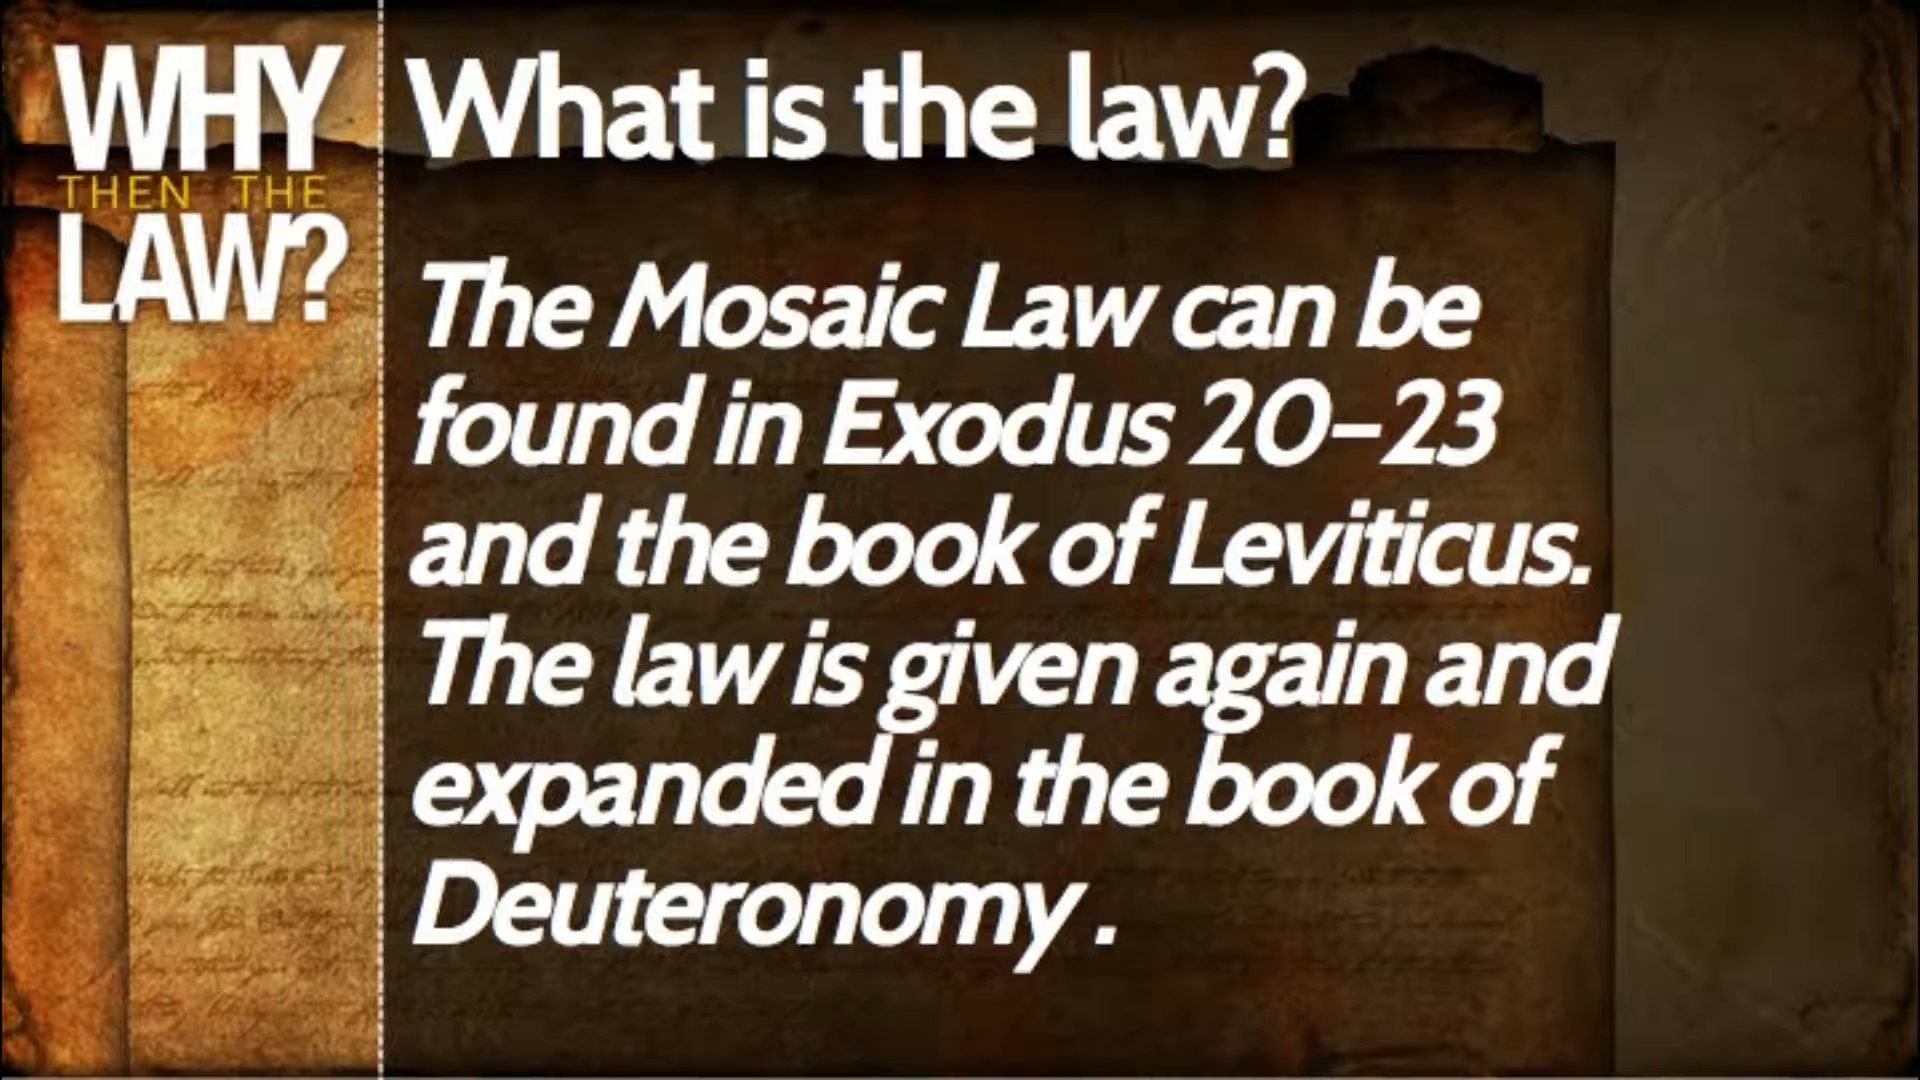 WHY
THEN THE
LAW?
What is the law?
The Mosaic Law can be
found in Exodus 20–23
and the book of Leviticus.
The law is given again and
expanded in the book of
Deuteronomy .